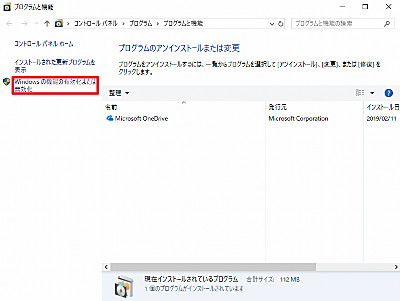 プログラムと機能
コントロール パネル › プログラム › プログラムと機能
プログラムと機能の検索
コントロール パネル ホーム
インストールされた更新プログラムを
表示
Windows の機能の有効化または
無効化
プログラムのアンインストールまたは変更
プログラムをアンインストールするには、一覧からプログラムを選択して [アンインストール]、[変更]、または [修復] を
クリックします。
整理
名前
発行元
インストール日
Microsoft OneDrive
Microsoft Corporation
2019/02/11
現在インストールされているプログラム
合計サイズ: 112 MB
1 個のプログラムがインストールされています